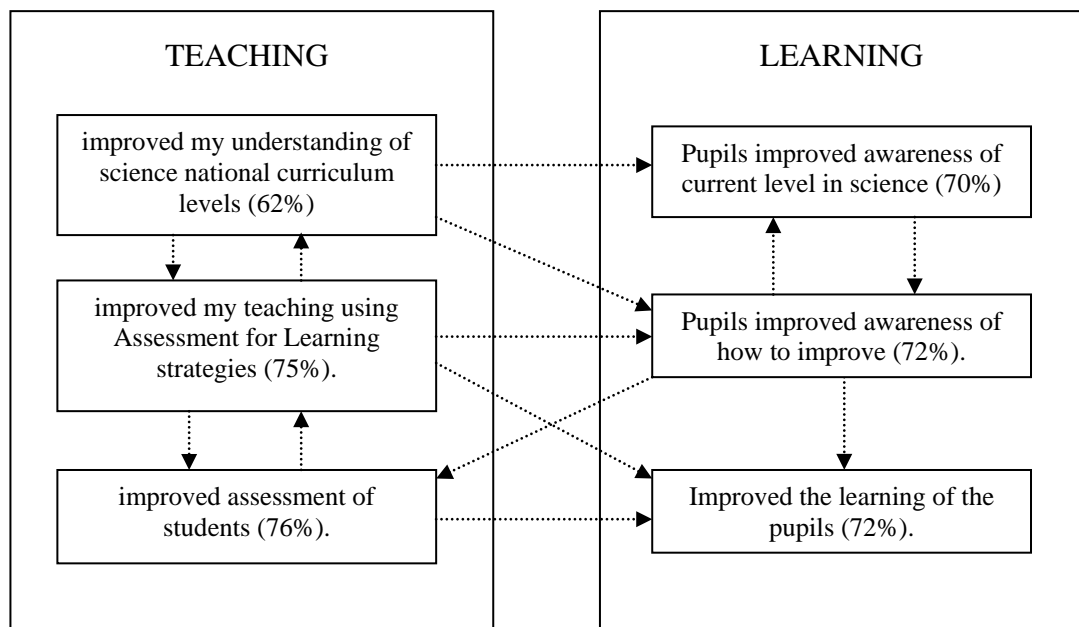 TEACHING
improved my understanding of
science national curriculum
levels (62%)
improved my teaching using
Assessment for Learning
strategies (75%).
improved assessment of
students (76%).
LEARNING
Pupils improved awareness of
current level in science (70%)
Pupils improved awareness of
how to improve (72%).
Improved the learning of the
pupils (72%).